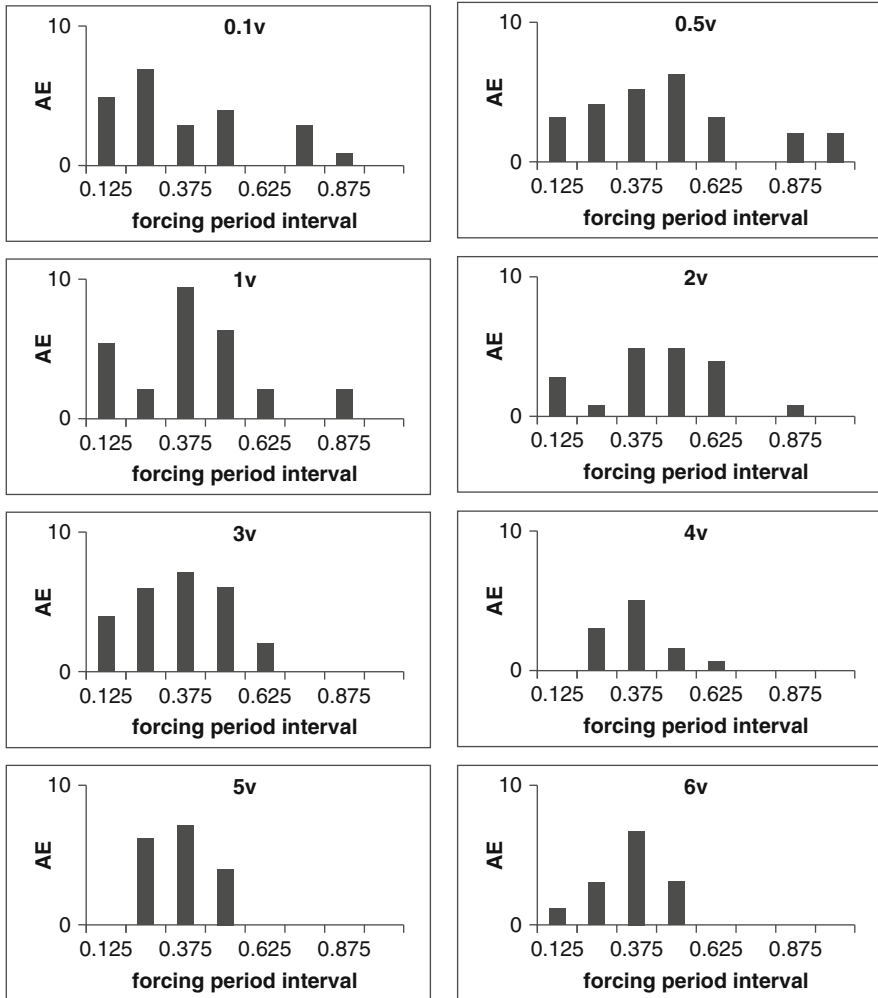 10
0.1v
AE
0
0.125 0.375 0.625 0.875
forcing period interval
10
0.5v
AE
0
0.125 0.375 0.625 0.875
forcing period interval
10
1v
AE
0
0.125 0.375 0.625 0.875
forcing period interval
10
2v
AE
0
0.125 0.375 0.625 0.875
forcing period interval
10
3v
AE
0
0.125 0.375 0.625 0.875
forcing period interval
10
4v
AE
0
0.125 0.375 0.625 0.875
forcing period interval
10
5v
AE
0
0.125 0.375 0.625 0.875
forcing period interval
10
6v
AE
0
0.125 0.375 0.625 0.875
forcing period interval